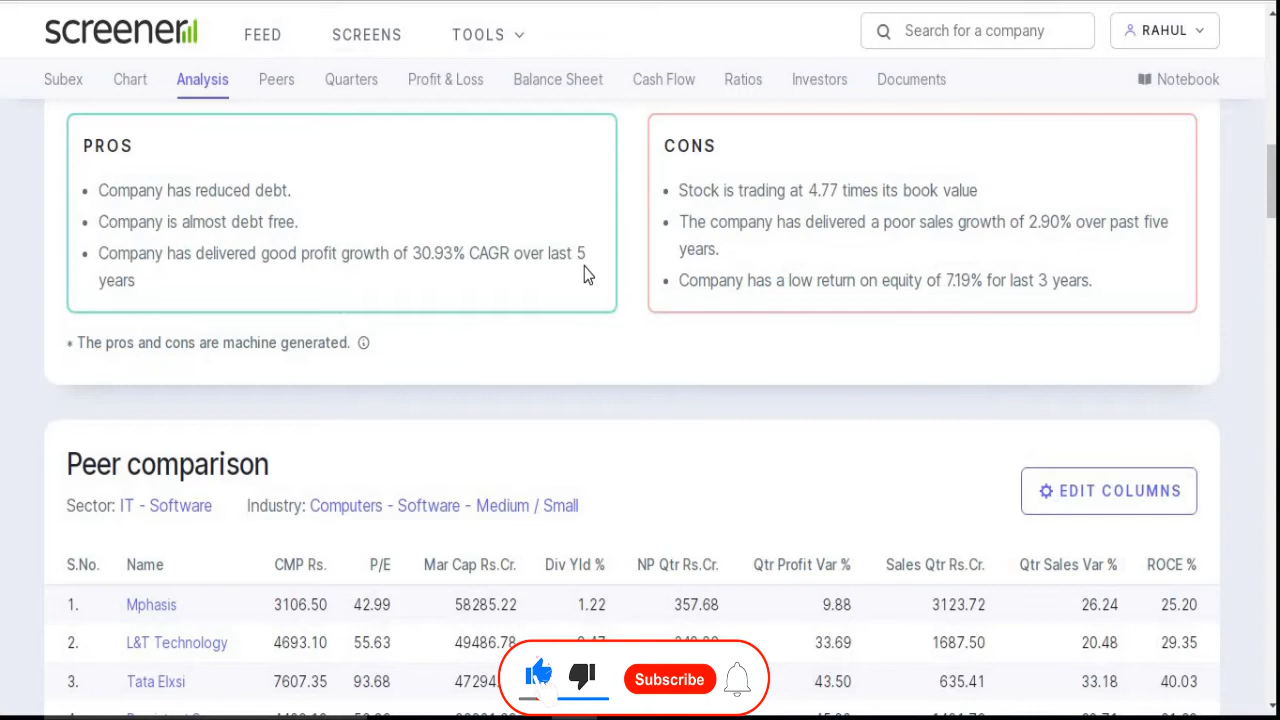 screener
FEED
SCREENS
TOOLS
Search for a company
RAHUL
Subex
Chart
Analysis
Peers
Quarters
Profit & Loss
Balance Sheet
Cash Flow
Ratios
Investors
Documents
Notebook
PROS
• Company has reduced debt.
• Company is almost debt free.
• Company has delivered good profit growth of 30.93% CAGR over last 5
years
CONS
• Stock is trading at 4.77 times its book value
• The company has delivered a poor sales growth of 2.90% over past five
years.
• Company has a low return on equity of 7.19% for last 3 years.
* The pros and cons are machine generated.
Peer comparison
Sector: IT - Software Industry: Computers - Software - Medium / Small
EDIT COLUMNS
S.No. Name CMP Rs. P/E Mar Cap Rs.Cr. Div Yld % NP Qtr Rs.Cr. Qtr Profit Var % Sales Qtr Rs.Cr. Qtr Sales Var % ROCE %
1. Mphasis 3106.50 42.99 58285.22 1.22 357.68 9.88 3123.72 26.24 25.20
2. L&T Technology 4693.10 55.63 49486.78 33.69 1687.50 20.48 29.35
3. Tata Elxsi 7607.35 93.68 43.50 635.41 33.18 40.03
Subscribe